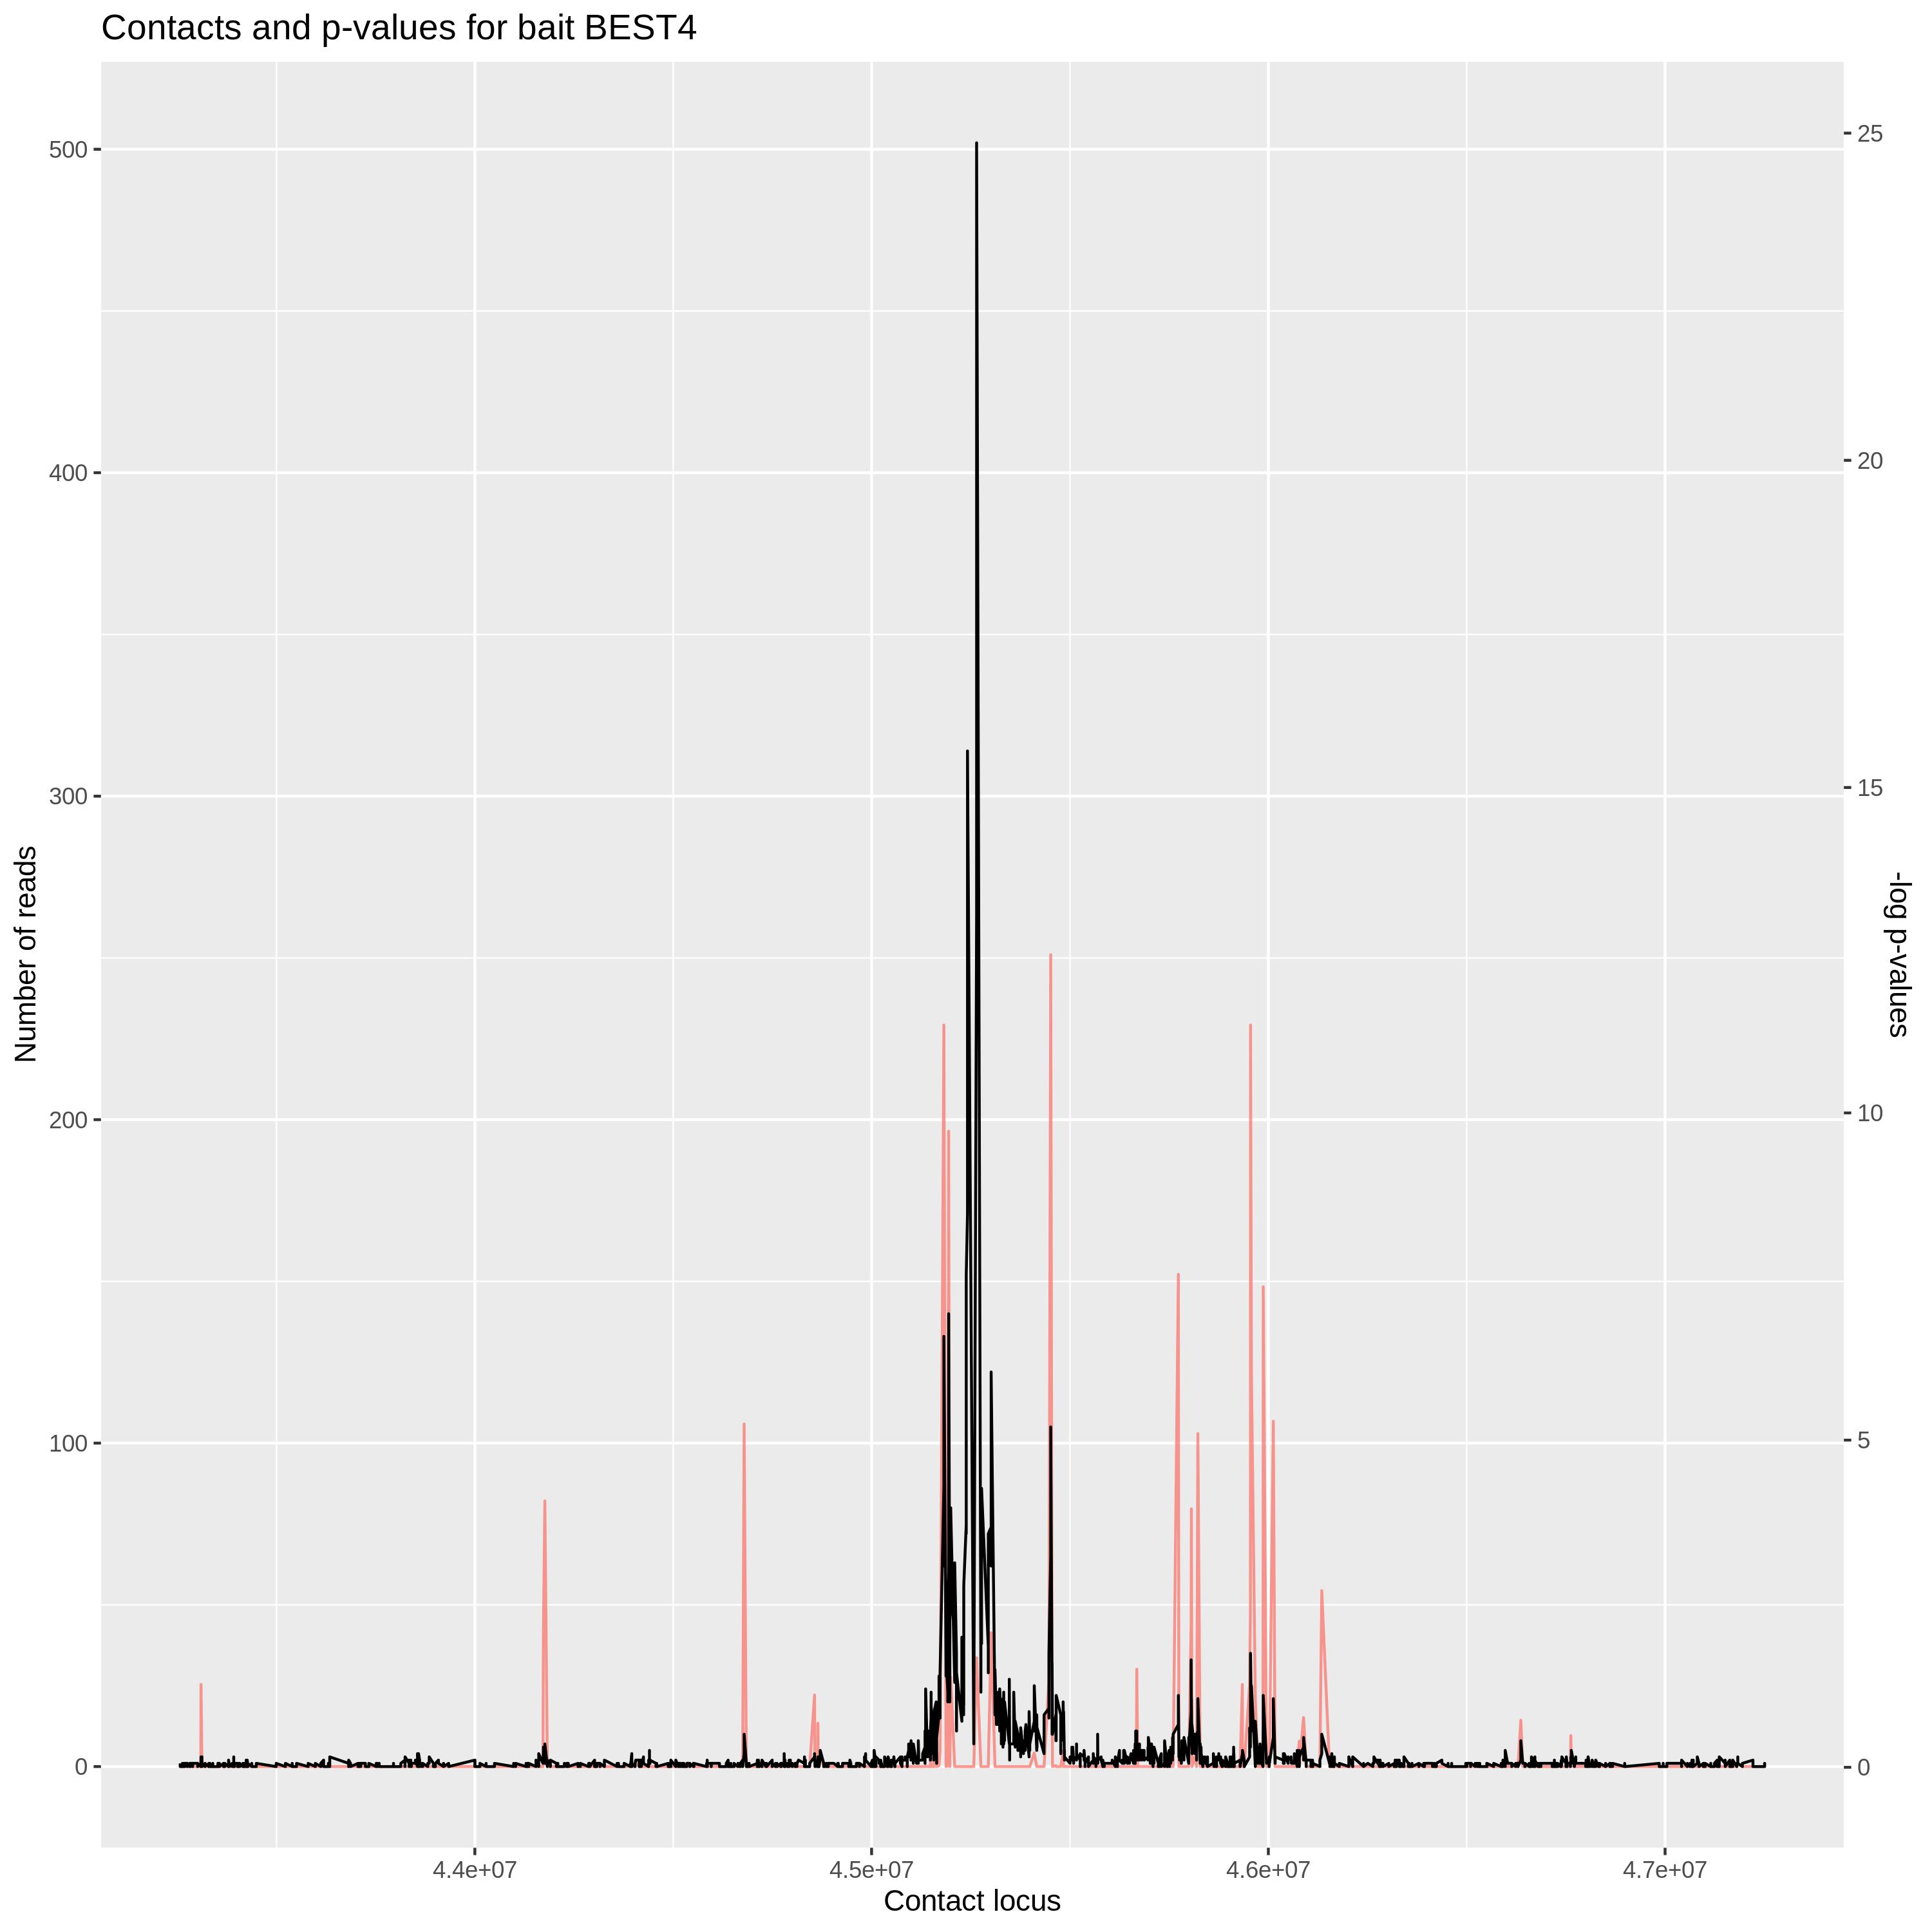 Contacts and p-values for bait BEST4
500
400
300
200
100
0
Number of reads
25
20
15
10
5
0
-log p-values
4.4e+07
4.5e+07
4.6e+07
4.7e+07
Contact locus